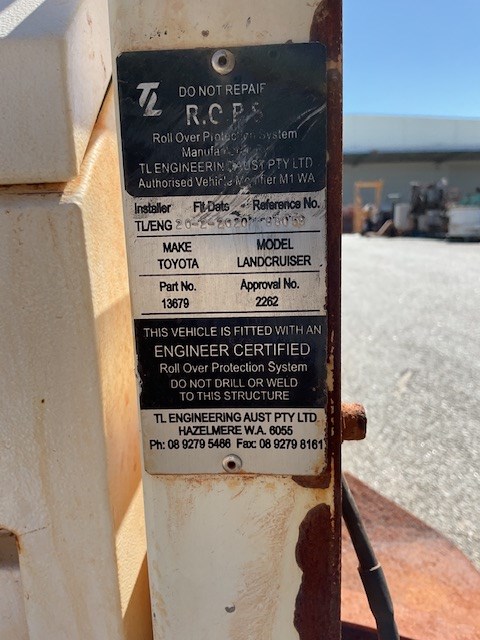 TL
DO NOT REPAIR
R.O.P.S
Roll Over Protection System
TL ENGINEERING AUST PTY LTD
Authorised Vehicle Modifier M1 WA
Installer Fit Date Reference No.
TL/ENG 20-2-2020
MAKE MODEL
TOYOTA LANDCRUISER
Part No. Approval No.
13679 2262
THIS VEHICLE IS FITTED WITH AN
ENGINEER CERTIFIED
Roll Over Protection System
DO NOT DRILL OR WELD
TO THIS STRUCTURE
TL ENGINEERING AUST PTY LTD
HAZELMERE W.A. 6055
Ph: 08 9279 5466 Fax: 08 9279 8161